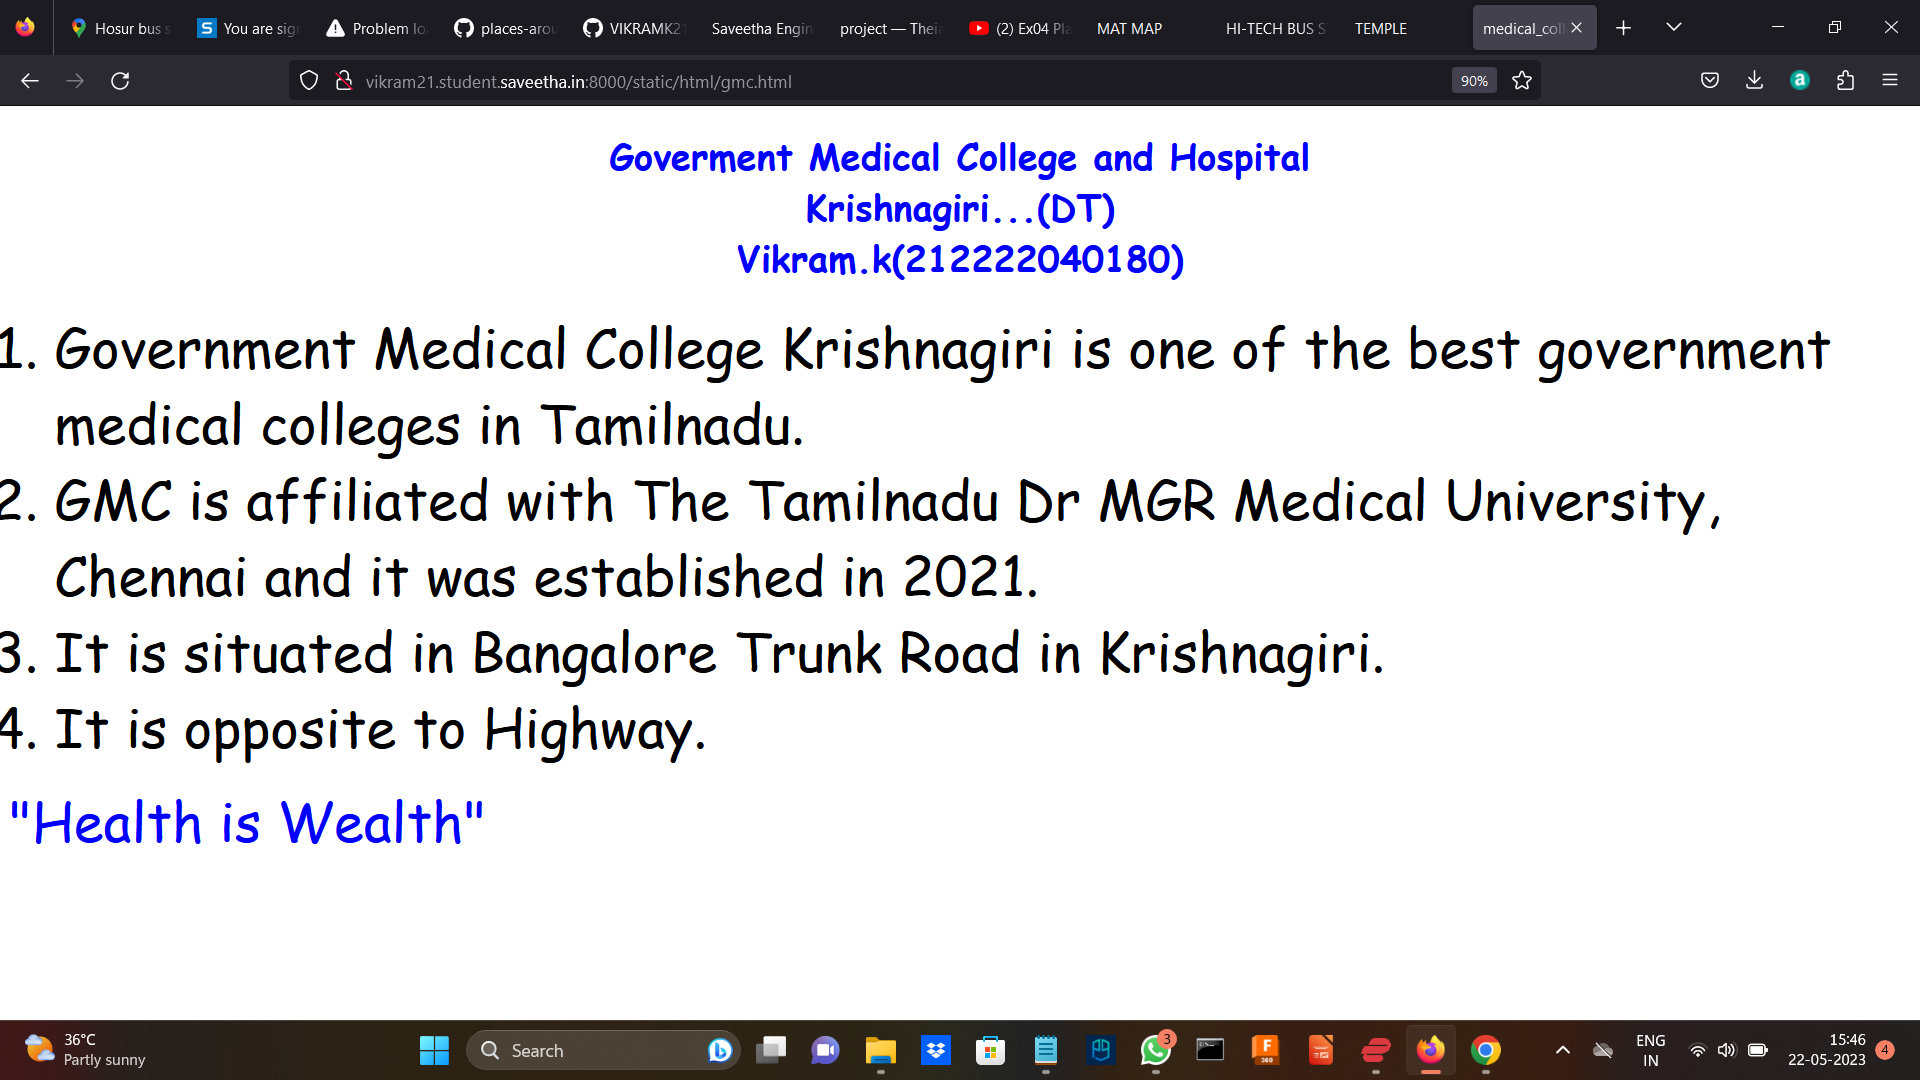 Hosur bus s
You are sig
Problem lo
places-arou
VIKRAMK21
Saveetha Engin
project — Theia
(2) Ex04 Pla
MAT MAP
HI-TECH BUS S
TEMPLE
medical_coll
vikram21.student.saveetha.in:8000/static/html/gmc.html
90%
Goverment Medical College and Hospital
Krishnagiri...(DT)
Vikram.k(212222040180)
1. Government Medical College Krishnagiri is one of the best government
medical colleges in Tamilnadu.
2. GMC is affiliated with The Tamilnadu Dr MGR Medical University,
Chennai and it was established in 2021.
3. It is situated in Bangalore Trunk Road in Krishnagiri.
4. It is opposite to Highway.
"Health is Wealth"
36°C
Partly sunny
Search
3
F
360
ENG
IN
15:46
22-05-2023
4